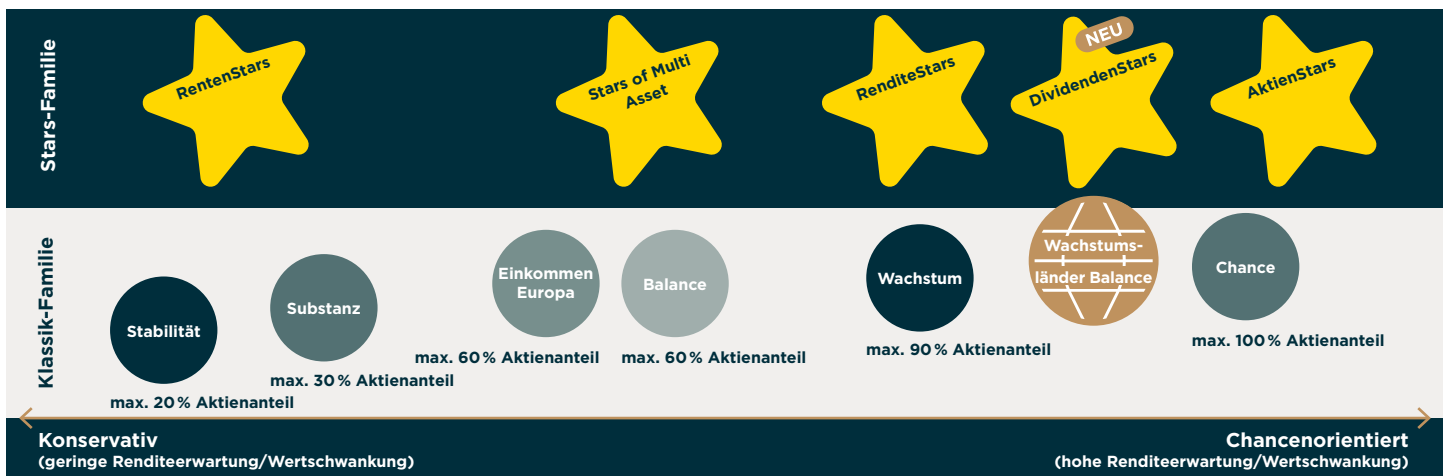 Stars-Familie
RentenStars
Stars of Multi
Asset
RenditeStars
NEU
DividendenStars
AktienStars
Klassik-Familie
Stabilität
max. 20 % Aktienanteil
Substanz
max. 30 % Aktienanteil
Einkommen
Europa
max. 60 % Aktienanteil
Balance
max. 60 % Aktienanteil
Wachstum
max. 90 % Aktienanteil
Wachstums-
länder Balance
Chance
max. 100 % Aktienanteil
Konservativ
(geringe Renditeerwartung/Wertschwankung)
Chancenorientiert
(hohe Renditeerwartung/Wertschwankung)